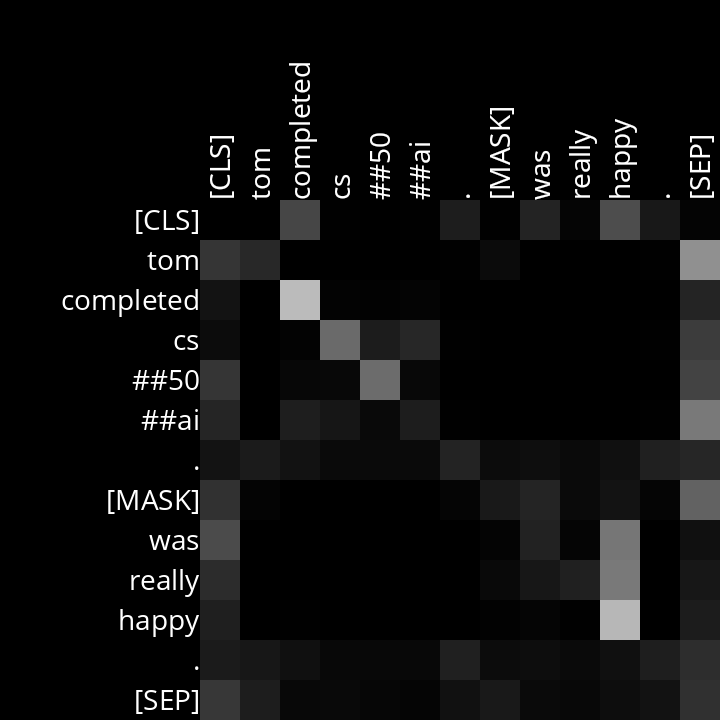 [CLS] tom completed cs ##50 ##ai . [MASK] was really happy . [SEP]
[CLS]
tom
completed
cs
##50
##ai
.
[MASK]
was
really
happy
.
[SEP]